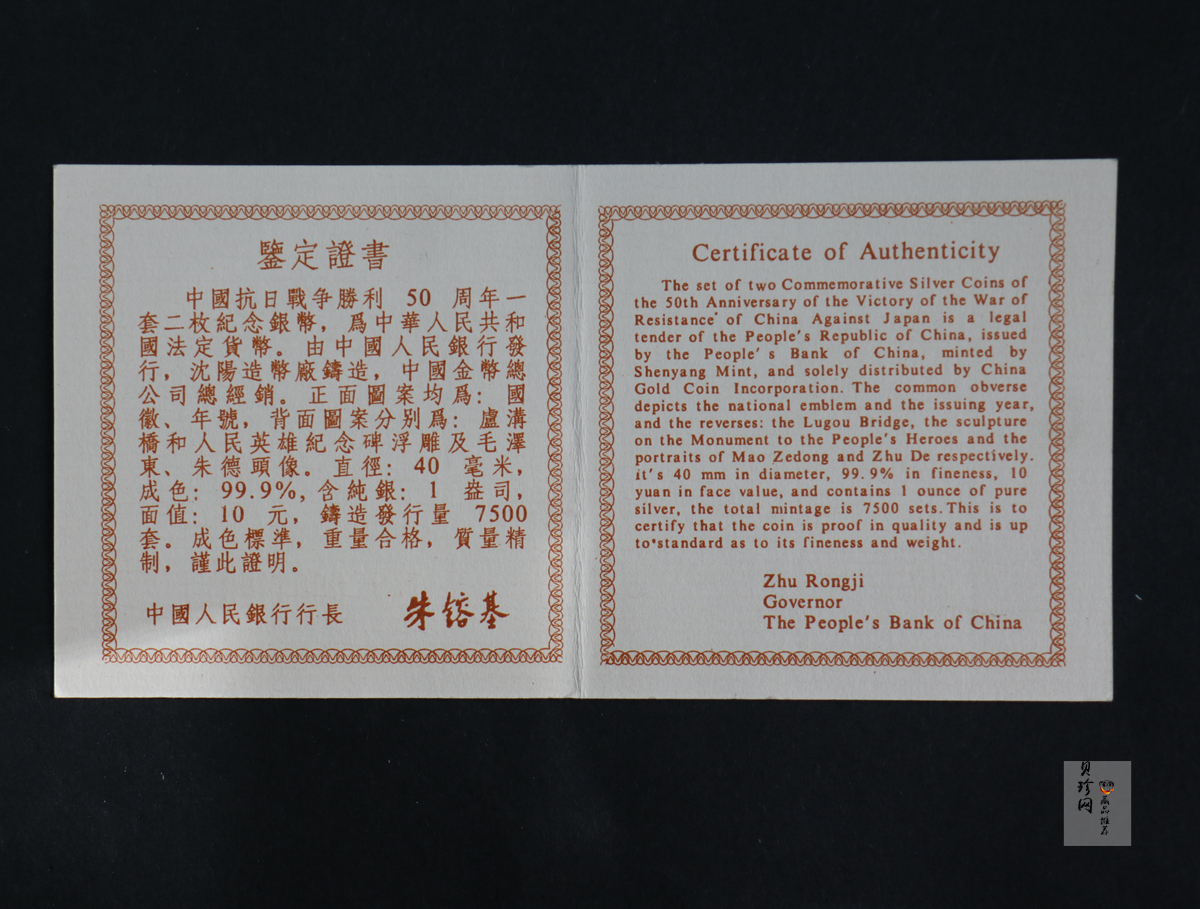 鑒定證書
中國抗日戰争勝利 50 周年一
套二枚紀念銀幣, 爲中華人民共和
國法定貨幣。由中國人民銀行發
行, 沈陽造幣廠鑄造, 中國金幣總
公司總經銷。正面圖案均爲: 國
徽、年號, 背面圖案分别爲: 盧溝
橋和人民英雄紀念碑浮雕及毛澤
東、朱德頭像。直徑: 40 毫米,
成色: 99.9%, 含純銀: 1 盎司,
面值: 10 元, 鑄造發行量 7500
套。成色標準, 重量合格, 質量精
制, 謹此證明。
中國人民銀行行長 朱鎔基
Certificate of Authenticity
The set of two Commemorative Silver Coins of
the 50th Anniversary of the Victory of the War of
Resistance of China Against Japan is a legal
tender of the People's Republic of China, issued
by the People's Bank of China, minted by
Shenyang Mint, and solely distributed by China
Gold Coin Incorporation. The common obverse
depicts the national emblem and the issuing year,
and the reverses: the Lugou Bridge, the sculpture
on the Monument to the People's Heroes and the
portraits of Mao Zedong and Zhu De respectively.
it's 40 mm in diameter, 99.9% in fineness, 10
yuan in face value, and contains 1 ounce of pure
silver, the total mintage is 7500 sets. This is to
certify that the coin is proof in quality and is up
to standard as to its fineness and weight.
Zhu Rongji
Governor
The People's Bank of China
贝珍网
藏品推荐